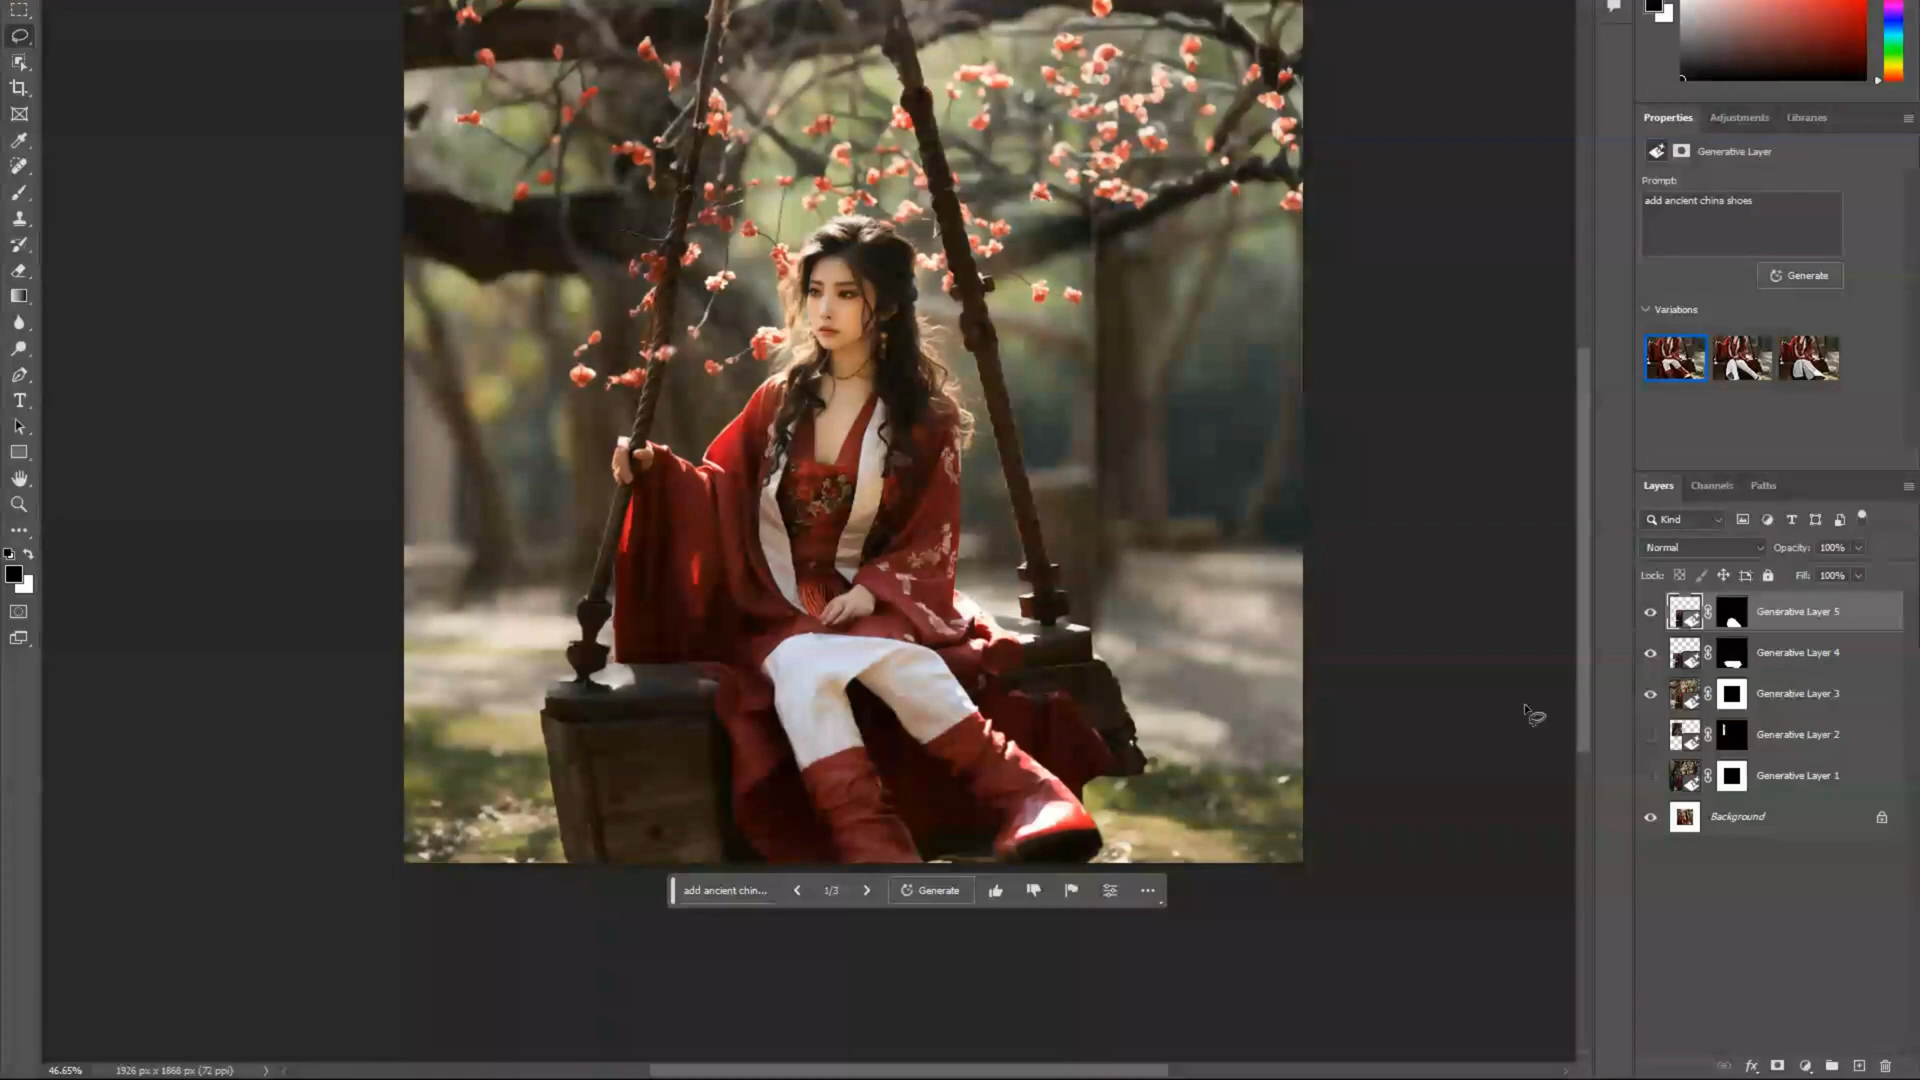 Properties Adjustments Libraries
Generative Layer
Prompt:
add ancient china shoes
Generate
Variations
Layers Channels Paths
Kind
Normal Opacity: 100%
Lock: Fill: 100%
Generative Layer 5
Generative Layer 4
Generative Layer 3
Generative Layer 2
Generative Layer 1
Background
add ancient chin... 1/3 Generate
46.65% 1926 px x 1868 px (72 ppi)